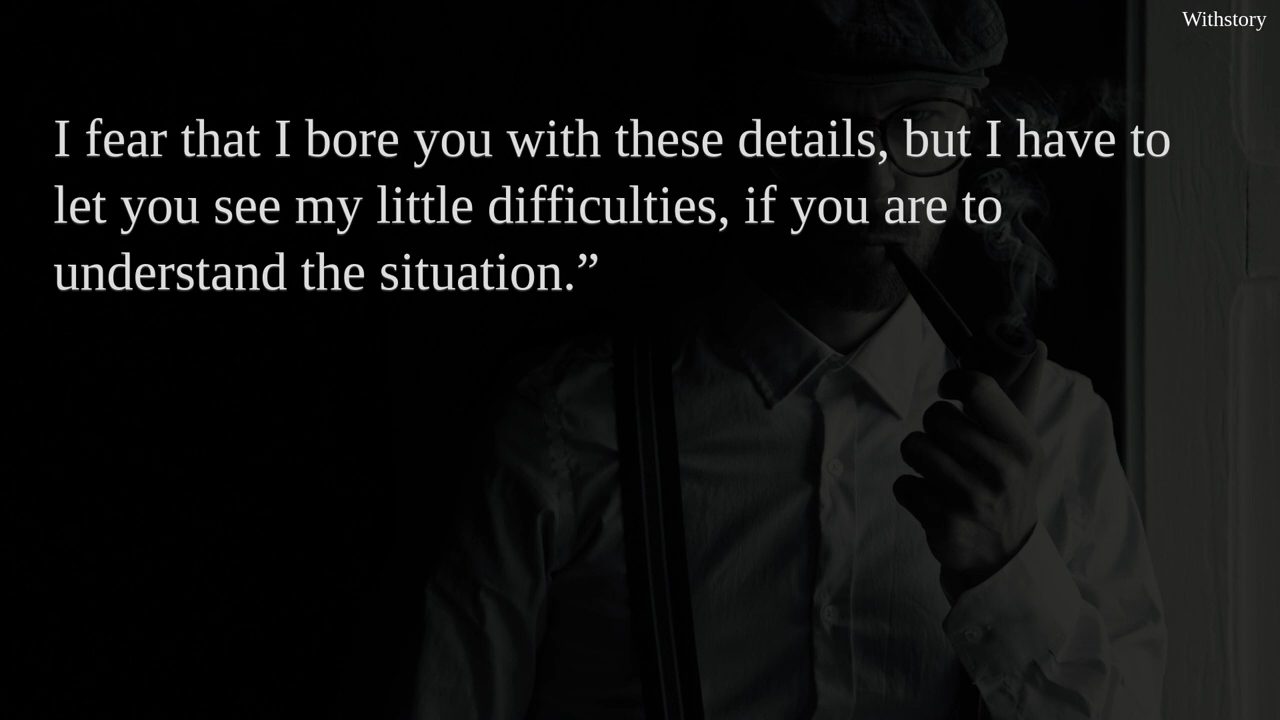 Withstory
I fear that I bore you with these details, but I have to
let you see my little difficulties, if you are to
understand the situation.”